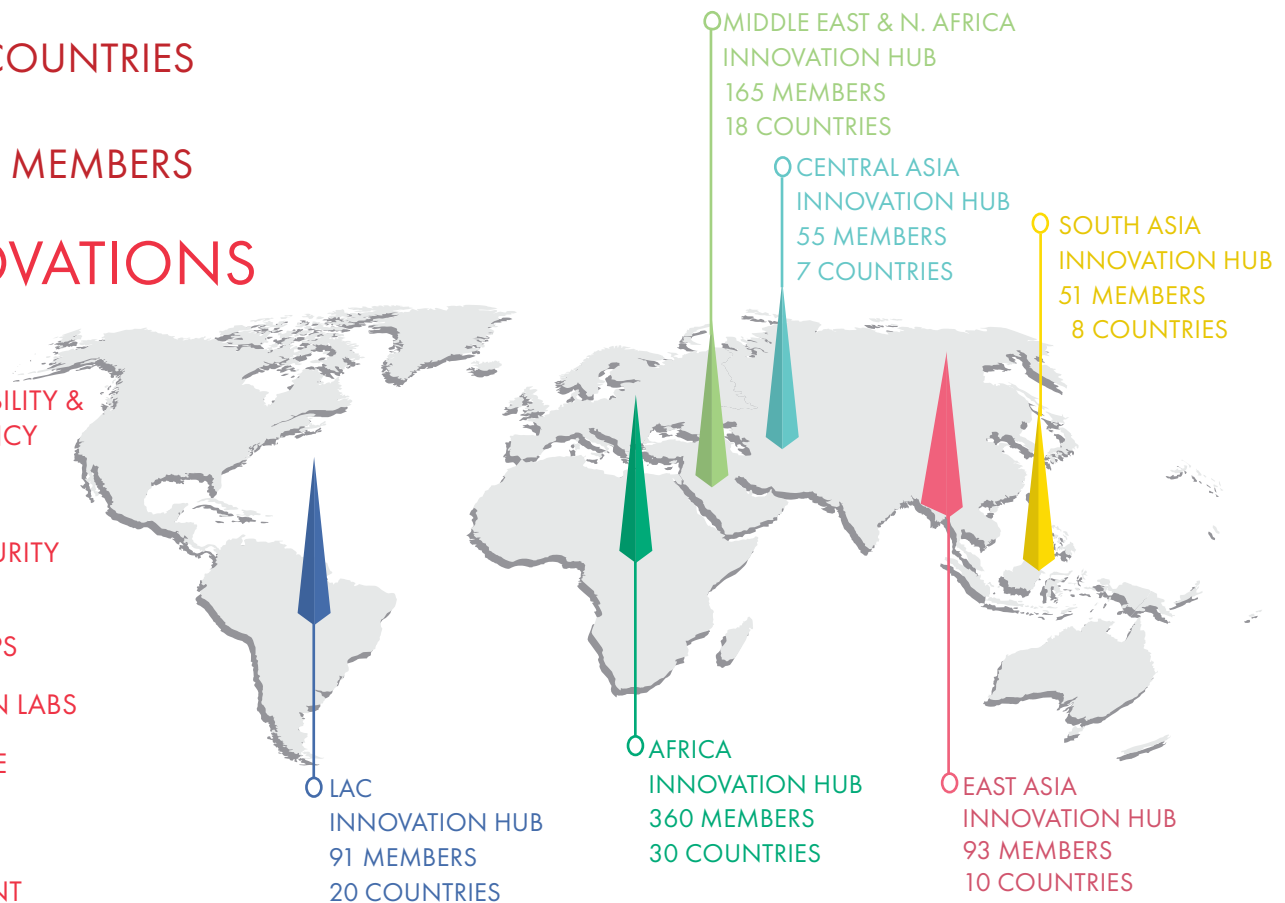 COUNTRIES
MEMBERS
OVATIONS
BILITY &
NCY
URITY
PS
N LABS
E
NT
MIDDLE EAST & N. AFRICA
INNOVATION HUB
165 MEMBERS
18 COUNTRIES
CENTRAL ASIA
INNOVATION HUB
55 MEMBERS
7 COUNTRIES
SOUTH ASIA
INNOVATION HUB
51 MEMBERS
8 COUNTRIES
LAC
INNOVATION HUB
91 MEMBERS
20 COUNTRIES
AFRICA
INNOVATION HUB
360 MEMBERS
30 COUNTRIES
EAST ASIA
INNOVATION HUB
93 MEMBERS
10 COUNTRIES